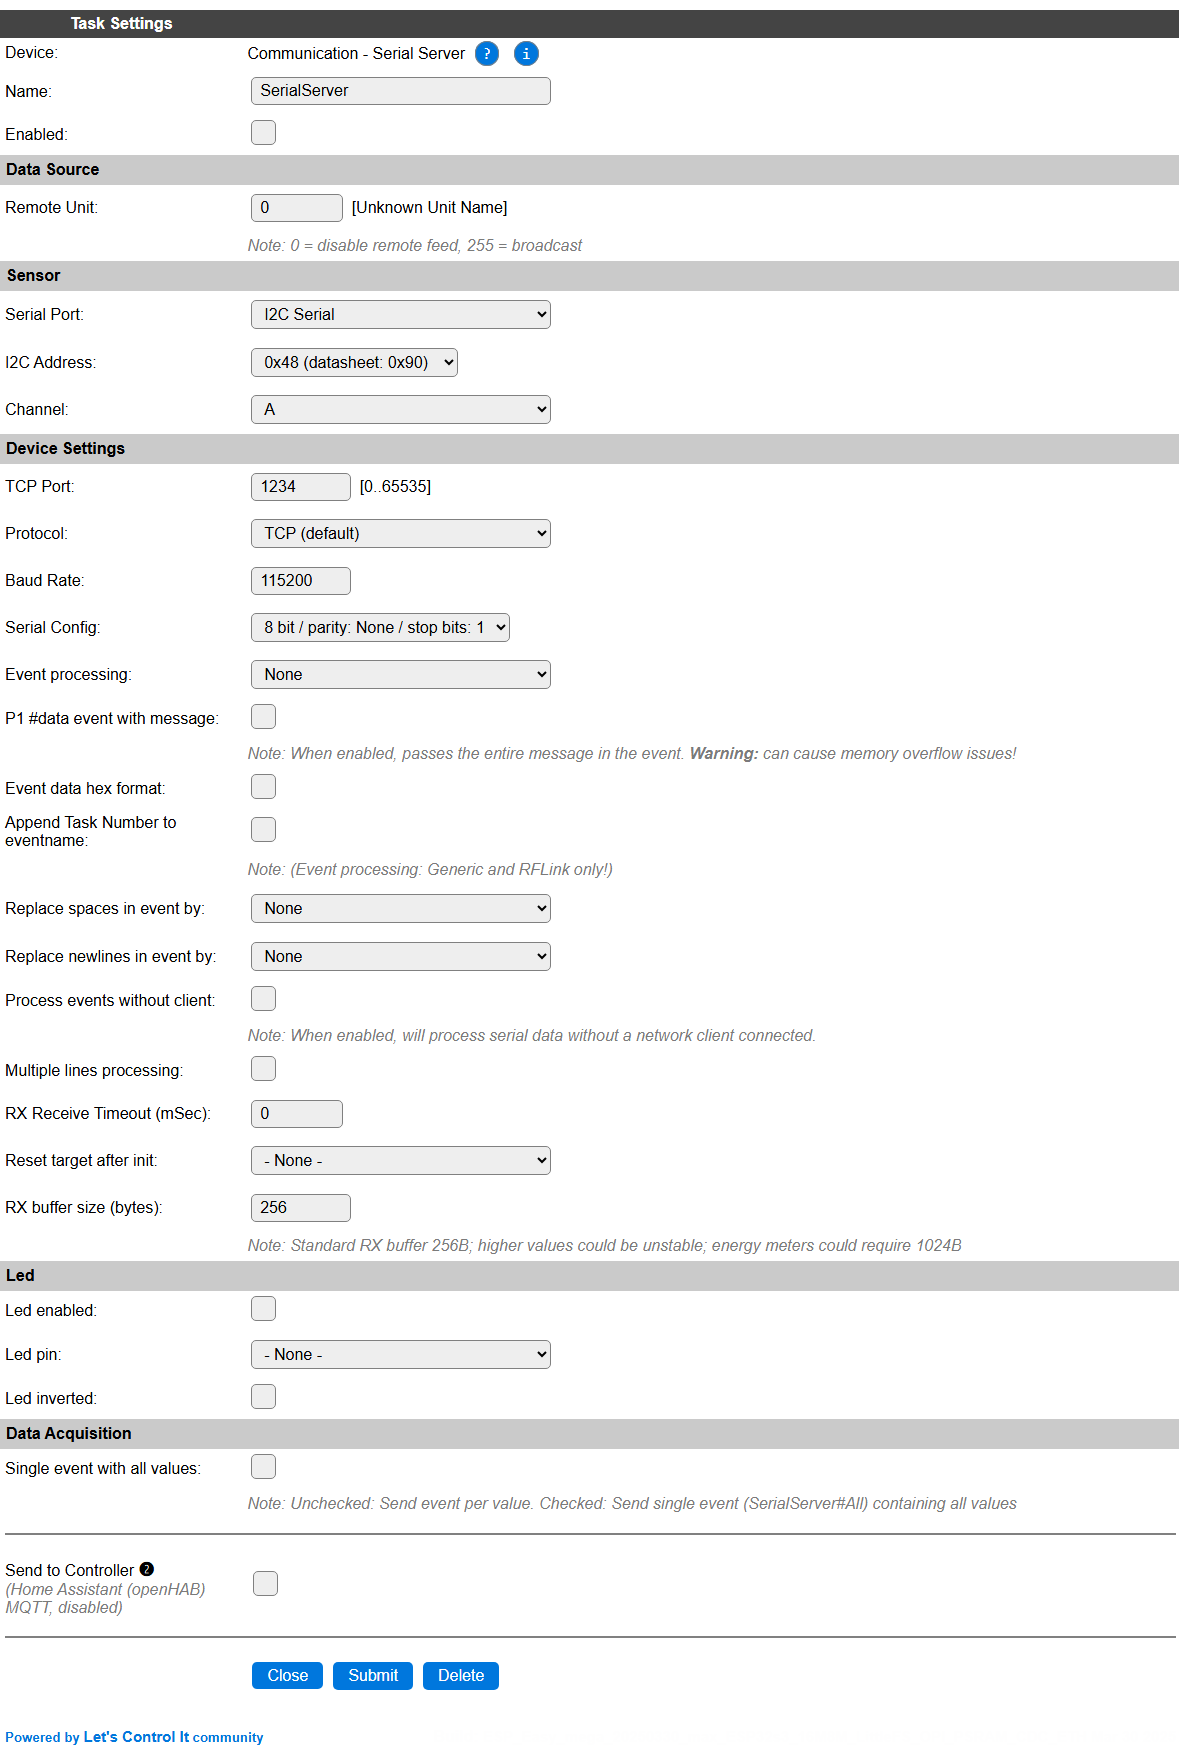 Task Settings
Device: Communication - Serial Server ? i
Name: SerialServer
Enabled:
Data Source
Remote Unit: 0 [Unknown Unit Name]
Note: 0 = disable remote feed, 255 = broadcast
Sensor
Serial Port: I2C Serial
I2C Address: 0x48 (datasheet: 0x90)
Channel: A
Device Settings
TCP Port: 1234 [0..65535]
Protocol: TCP (default)
Baud Rate: 115200
Serial Config: 8 bit / parity: None / stop bits: 1
Event processing: None
P1 #data event with message:
Note: When enabled, passes the entire message in the event. Warning: can cause memory overflow issues!
Event data hex format:
Append Task Number to
eventname:
Note: (Event processing: Generic and RFLink only!)
Replace spaces in event by: None
Replace newlines in event by: None
Process events without client:
Note: When enabled, will process serial data without a network client connected.
Multiple lines processing:
RX Receive Timeout (mSec): 0
Reset target after init: - None -
RX buffer size (bytes): 256
Note: Standard RX buffer 256B; higher values could be unstable; energy meters could require 1024B
Led
Led enabled:
Led pin: - None -
Led inverted:
Data Acquisition
Single event with all values:
Note: Unchecked: Send event per value. Checked: Send single event (SerialServer#All) containing all values
Send to Controller ❷
(Home Assistant (openHAB)
MQTT, disabled)
Close Submit Delete
Powered by Let's Control It community